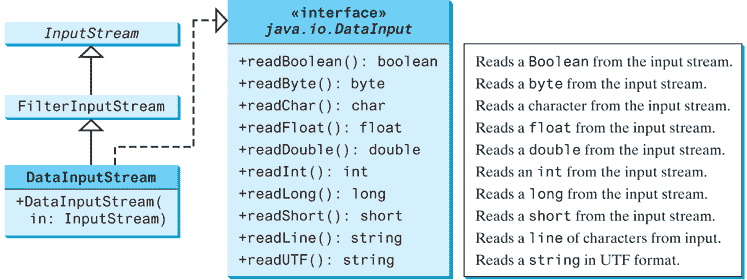 InputStream
FilterInputStream
DataInputStream
+DataInputStream(
in: InputStream)
«interface»
java.io.DataInput
+readBoolean(): boolean
+readByte(): byte
+readChar(): char
+readFloat(): float
+readDouble(): double
+readInt(): int
+readLong(): long
+readShort(): short
+readLine(): string
+readUTF(): string
Reads a Boolean from the input stream.
Reads a byte from the input stream.
Reads a character from the input stream.
Reads a float from the input stream.
Reads a double from the input stream.
Reads an int from the input stream.
Reads a long from the input stream.
Reads a short from the input stream.
Reads a line of characters from input.
Reads a string in UTF format.